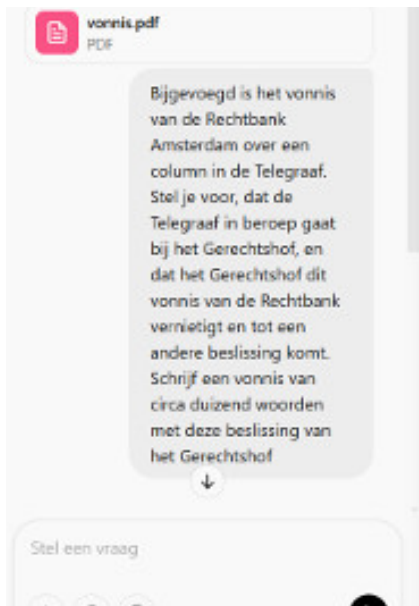 vonnis.pdf
PDF
Bijgevoegd is het vonnis
van de Rechtbank
Amsterdam over een
column in de Telegraaf.
Stel je voor, dat de
Telegraaf in beroep gaat
bij het Gerechtshof, en
dat het Gerechtshof dit
vonnis van de Rechtbank
vernietigt en tot een
andere beslissing komt.
Schrijf een vonnis van
circa duizend woorden
met deze beslissing van
het Gerechtshof
Stel een vraag